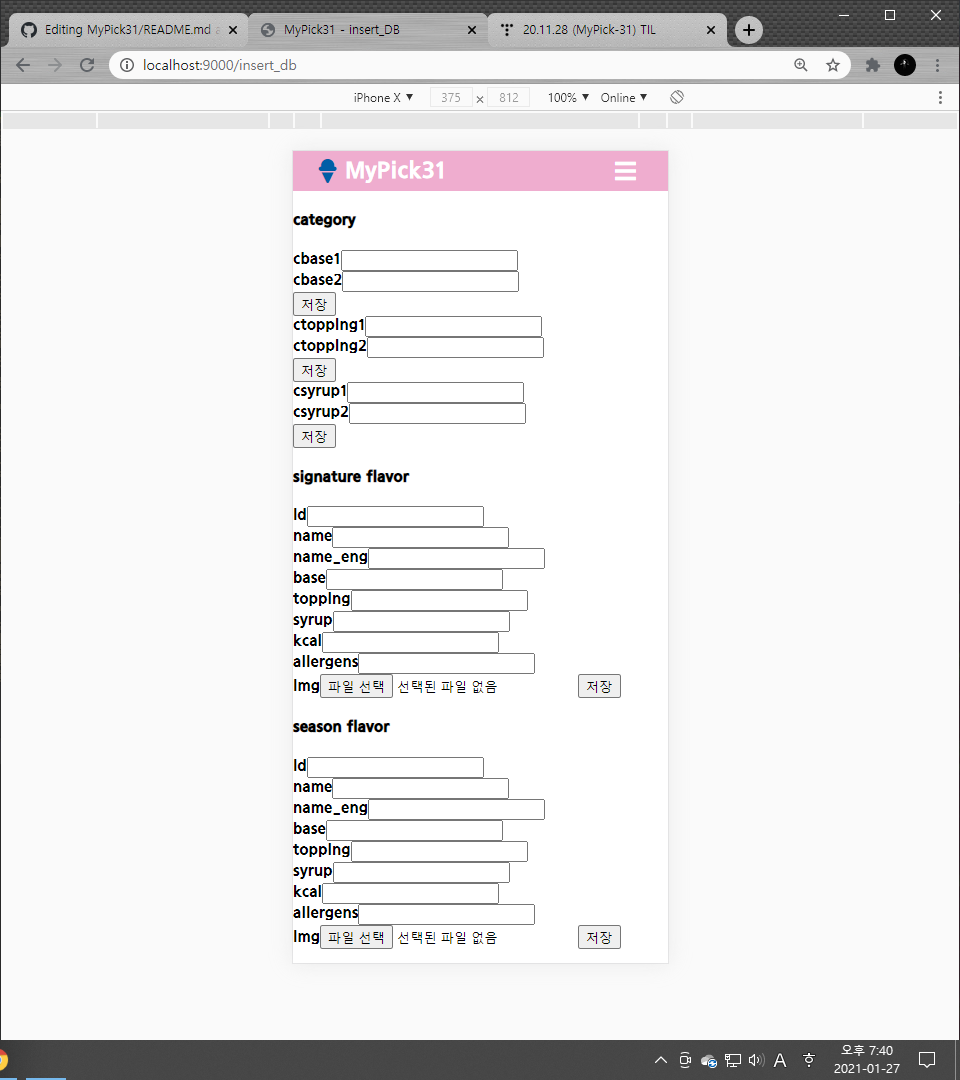 Editing MyPick31/README.md a
MyPick31 - insert_DB
20.11.28 (MyPick-31) TIL
localhost:9000/insert_db
iPhone X ▼ 375 × 812 100% ▼ Online ▼
MyPick31
category
cbase1
cbase2
저장
ctopping1
ctopping2
저장
csyrup1
csyrup2
저장
signature flavor
Id
name
name_eng
base
topping
syrup
kcal
allergens
Img 파일 선택 선택된 파일 없음 저장
season flavor
Id
name
name_eng
base
topping
syrup
kcal
allergens
Img 파일 선택 선택된 파일 없음 저장
A 후 오후 7:40
2021-01-27